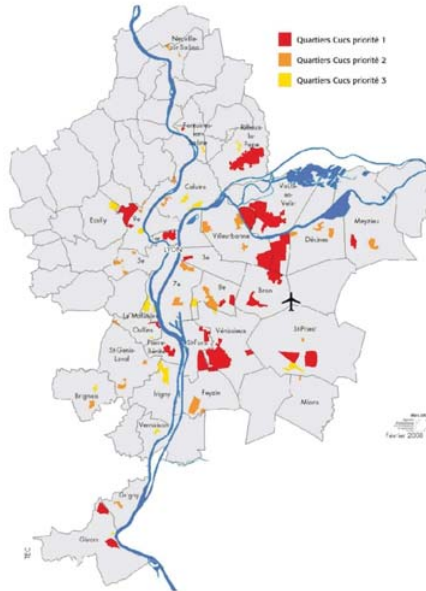 Quartiers Cucs priorité 1
Quartiers Cucs priorité 2
Quartiers Cucs priorité 3
Neuville-
sur-Saône
Fontaines-
sur-
Saône
Rillieux-
la-
Pape
Caluire
Vaulx-
en-
Velin
Ecully
9e
Villeurbanne
Décines
Meyzieu
LYON
5e
3e
7e
8e
Bron
La Mulatière
Oullins
Vénissieux
St-Priest
Pierre-
Bénite
St-Fons
St-Genis-
Laval
Irigny
Feyzin
Mions
Brignais
Vernaison
Grigny
Givors
février 2008